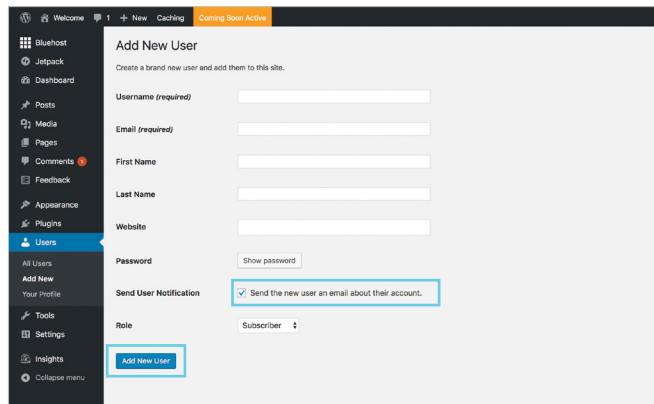 Welcome 1 + New Caching Coming Soon Active
Bluehost
Jetpack
Dashboard
Posts
Media
Pages
Comments 1
Feedback
Appearance
Plugins
Users
All Users
Add New
Your Profile
Tools
Settings
Insights
Collapse menu
Add New User
Create a brand new user and add them to this site.
Username (required)
Email (required)
First Name
Last Name
Website
Password Show password
Send User Notification Send the new user an email about their account.
Role Subscriber
Add New User